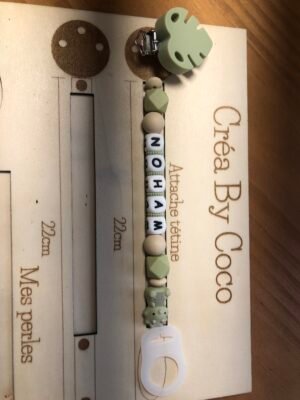 Créa By Coco
Attache tétine
NOHAM
22cm
22cm
Mes perles